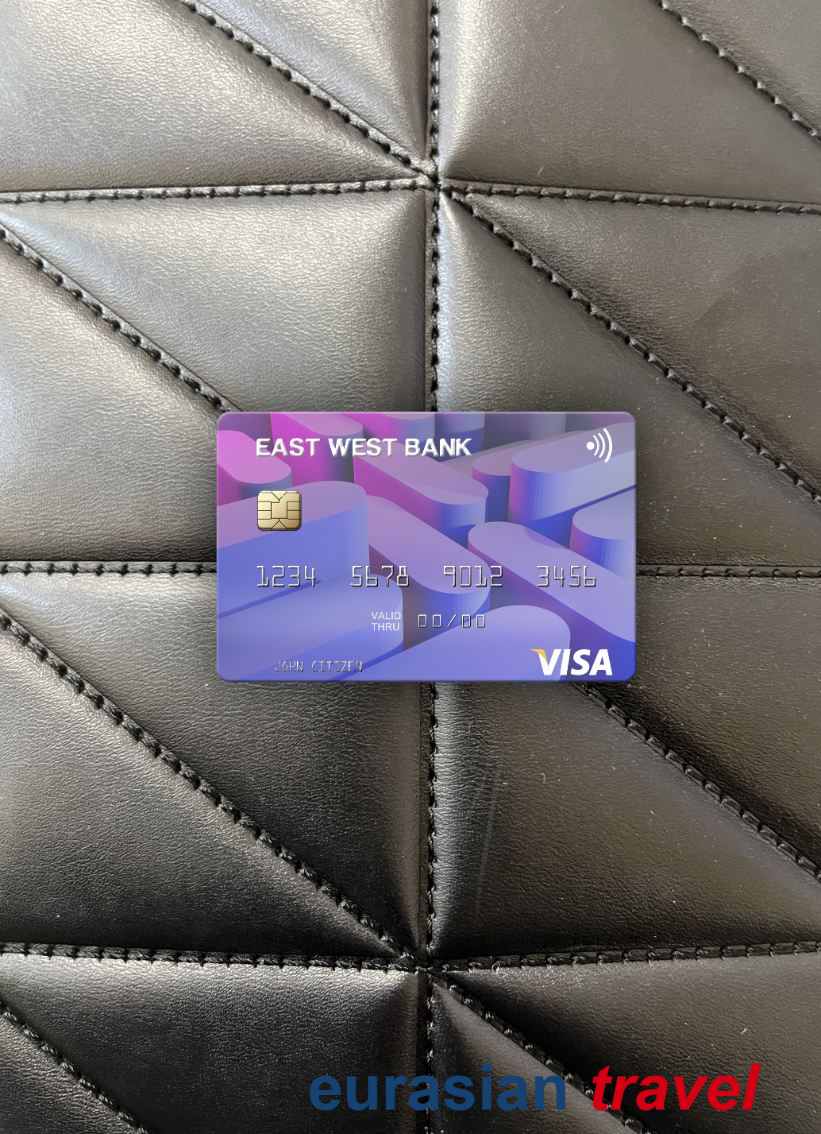 EAST WEST BANK
1234 5678 9012 3456
VALID
THRU 00/00
JOHN CITIZEN
VISA
eurasian travel